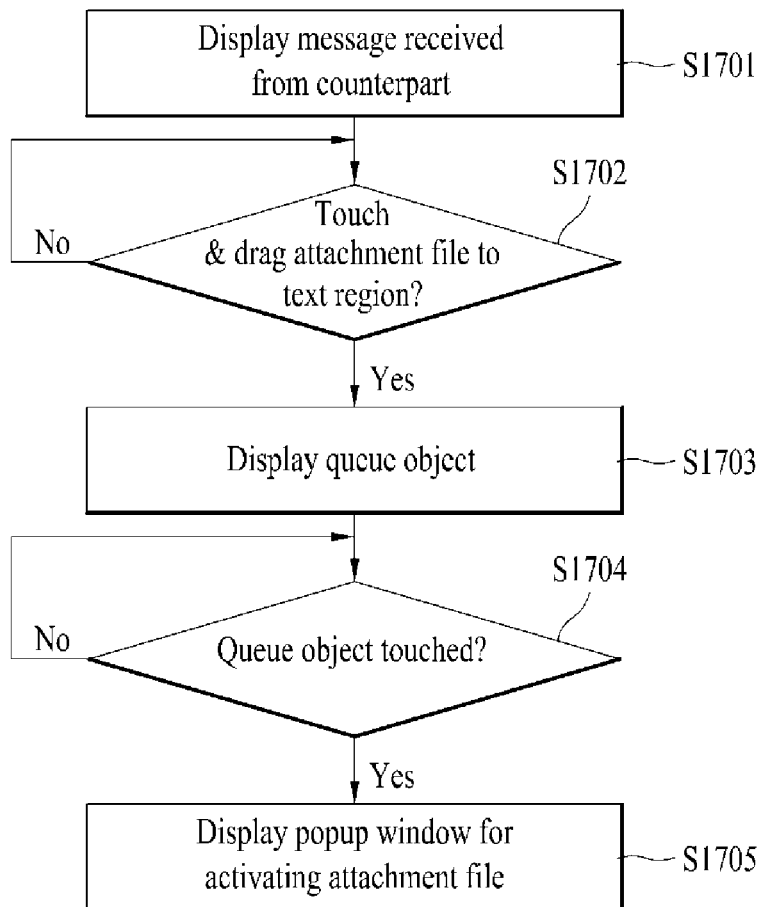 Display message received
from counterpart
S1701
S1702
Touch
& drag attachment file to
text region?
No
Yes
Display queue object
S1703
S1704
Queue object touched?
No
Yes
Display popup window for
activating attachment file
S1705